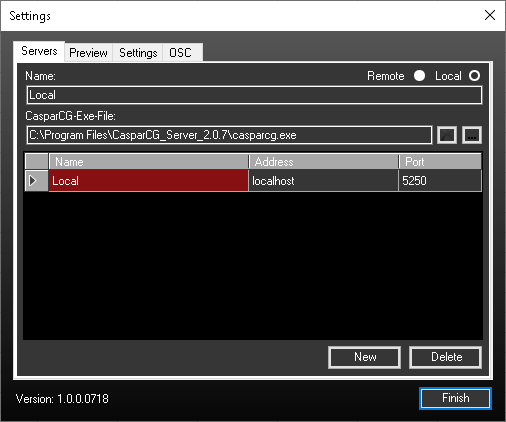 Settings
Servers Preview Settings OSC
Name: Remote Local
Local
CasparCG-Exe-File:
C:\Program Files\CasparCG_Server_2.0.7\casparcg.exe ...
Name Address Port
Local localhost 5250
New Delete
Version: 1.0.0.0718 Finish